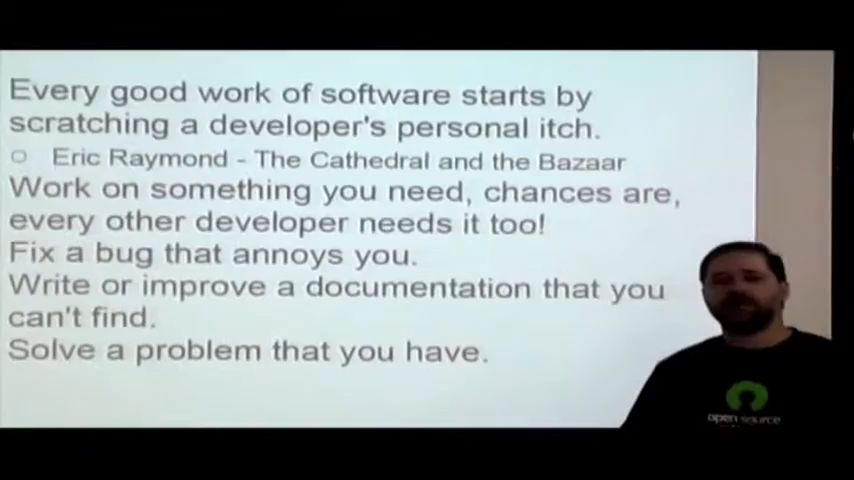 Every good work of software starts by
scratching a developer's personal itch.
Eric Raymond - The Cathedral and the Bazaar
Work on something you need, chances are,
every other developer needs it too!
Fix a bug that annoys you.
Write or improve a documentation that you
can't find.
Solve a problem that you have.
open source